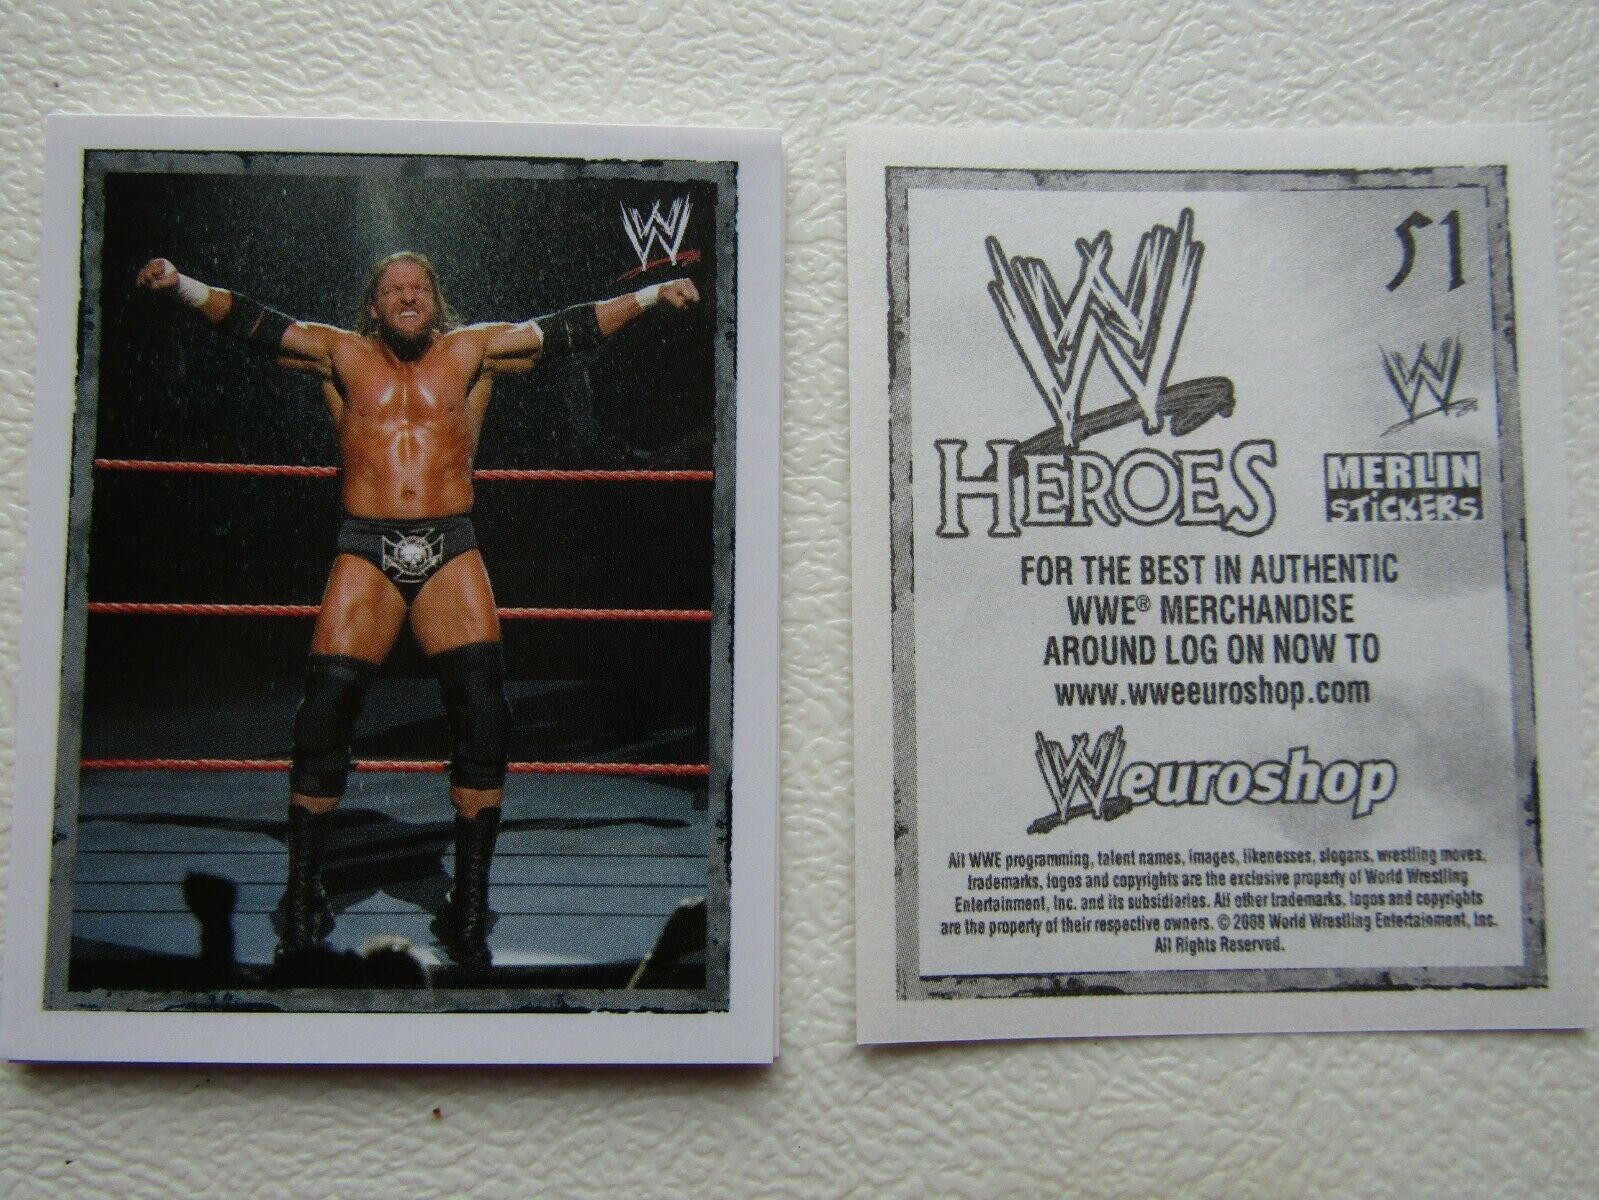 W
51
W
W
HEROES
MERLIN
STICKERS
FOR THE BEST IN AUTHENTIC
WWE® MERCHANDISE
AROUND LOG ON NOW TO
www.wweeuroshop.com
Weuroshop
All WWE programming, talent names, images, likenesses, slogans, wrestling moves,
trademarks, logos and copyrights are the exclusive property of World Wrestling
Entertainment, Inc. and its subsidiaries. All other trademarks, logos and copyrights
are the property of their respective owners. © 2008 World Wrestling Entertainment, Inc.
All Rights Reserved.